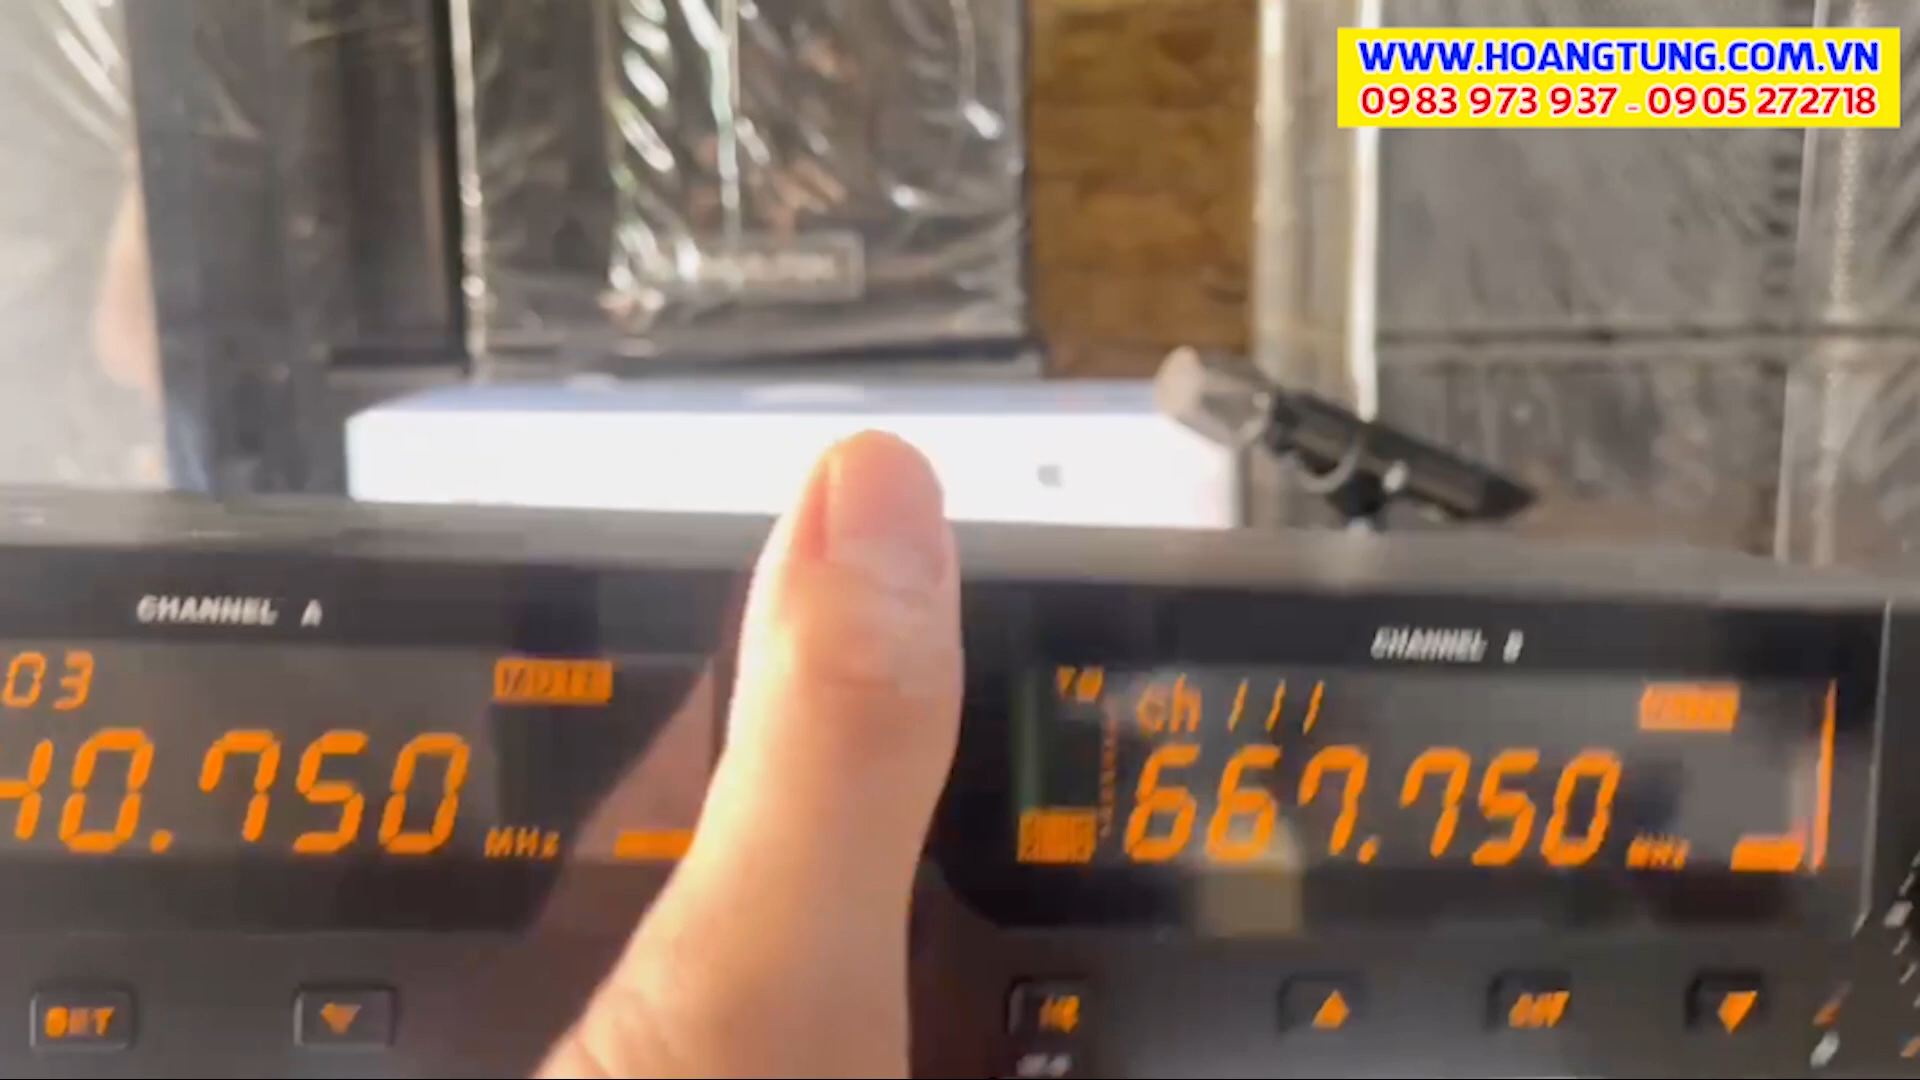 WWW.HOANGTUNG.COM.VN
0983 973 937 - 0905 272718
CHANNEL A
03
40.750 MHz
SET
CHANNEL B
ch 111
667.750 MHz
SET